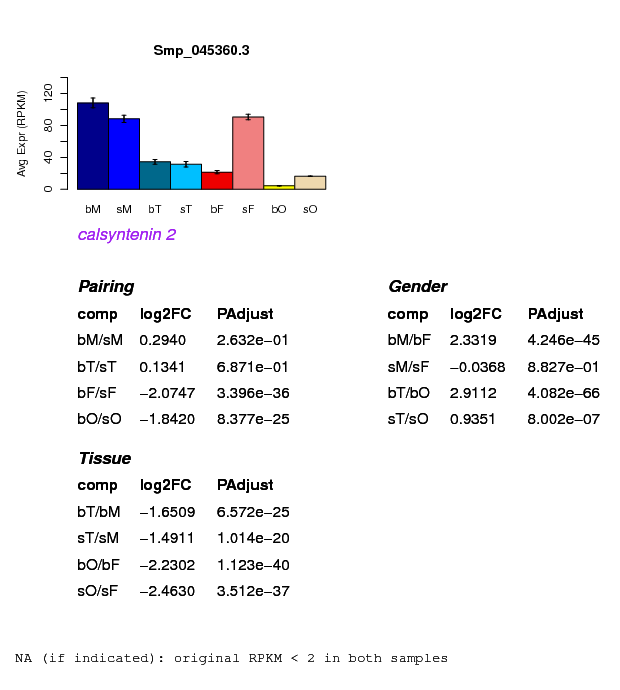 Smp_045360.3
Avg Expr (RPKM)
0 40 80 120
bM sM bT sT bF sF bO sO
calsyntenin 2
Pairing
comp log2FC PAdjust
bM/sM 0.2940 2.632e−01
bT/sT 0.1341 6.871e−01
bF/sF −2.0747 3.396e−36
bO/sO −1.8420 8.377e−25
Gender
comp log2FC PAdjust
bM/bF 2.3319 4.246e−45
sM/sF −0.0368 8.827e−01
bT/bO 2.9112 4.082e−66
sT/sO 0.9351 8.002e−07
Tissue
comp log2FC PAdjust
bT/bM −1.6509 6.572e−25
sT/sM −1.4911 1.014e−20
bO/bF −2.2302 1.123e−40
sO/sF −2.4630 3.512e−37
NA (if indicated): original RPKM < 2 in both samples